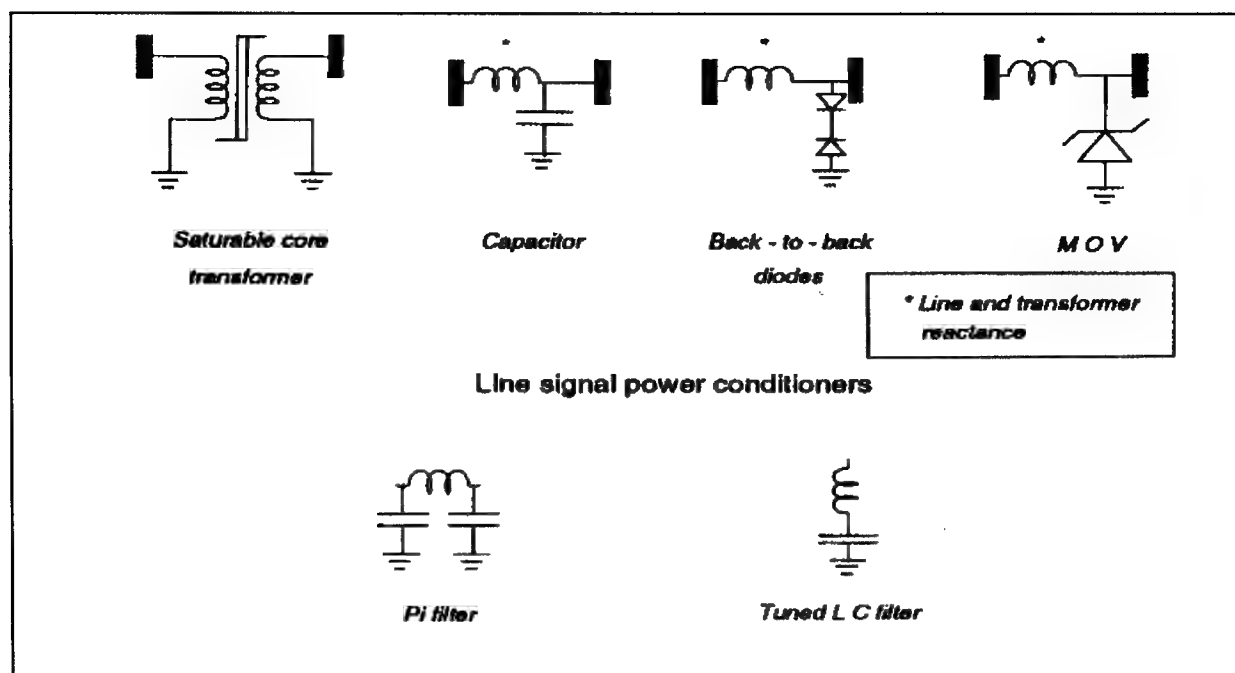 * * *
Saturable core
transformer
Capacitor
Back - to - back
diodes
M O V
* Line and transformer
reactance
Line signal power conditioners
Pi filter
Tuned L C filter